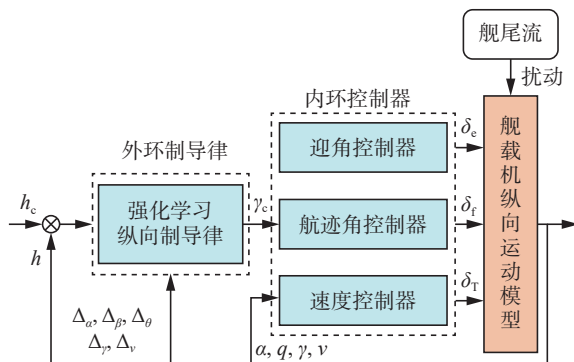 舰尾流
扰动
内环控制器
外环制导律
迎角控制器
δe
舰载机纵向运动模型
hc
强化学习
纵向制导律
γc
航迹角控制器
δf
h
速度控制器
δT
Δα, Δβ, Δθ
Δγ, Δv
α, q, γ, v